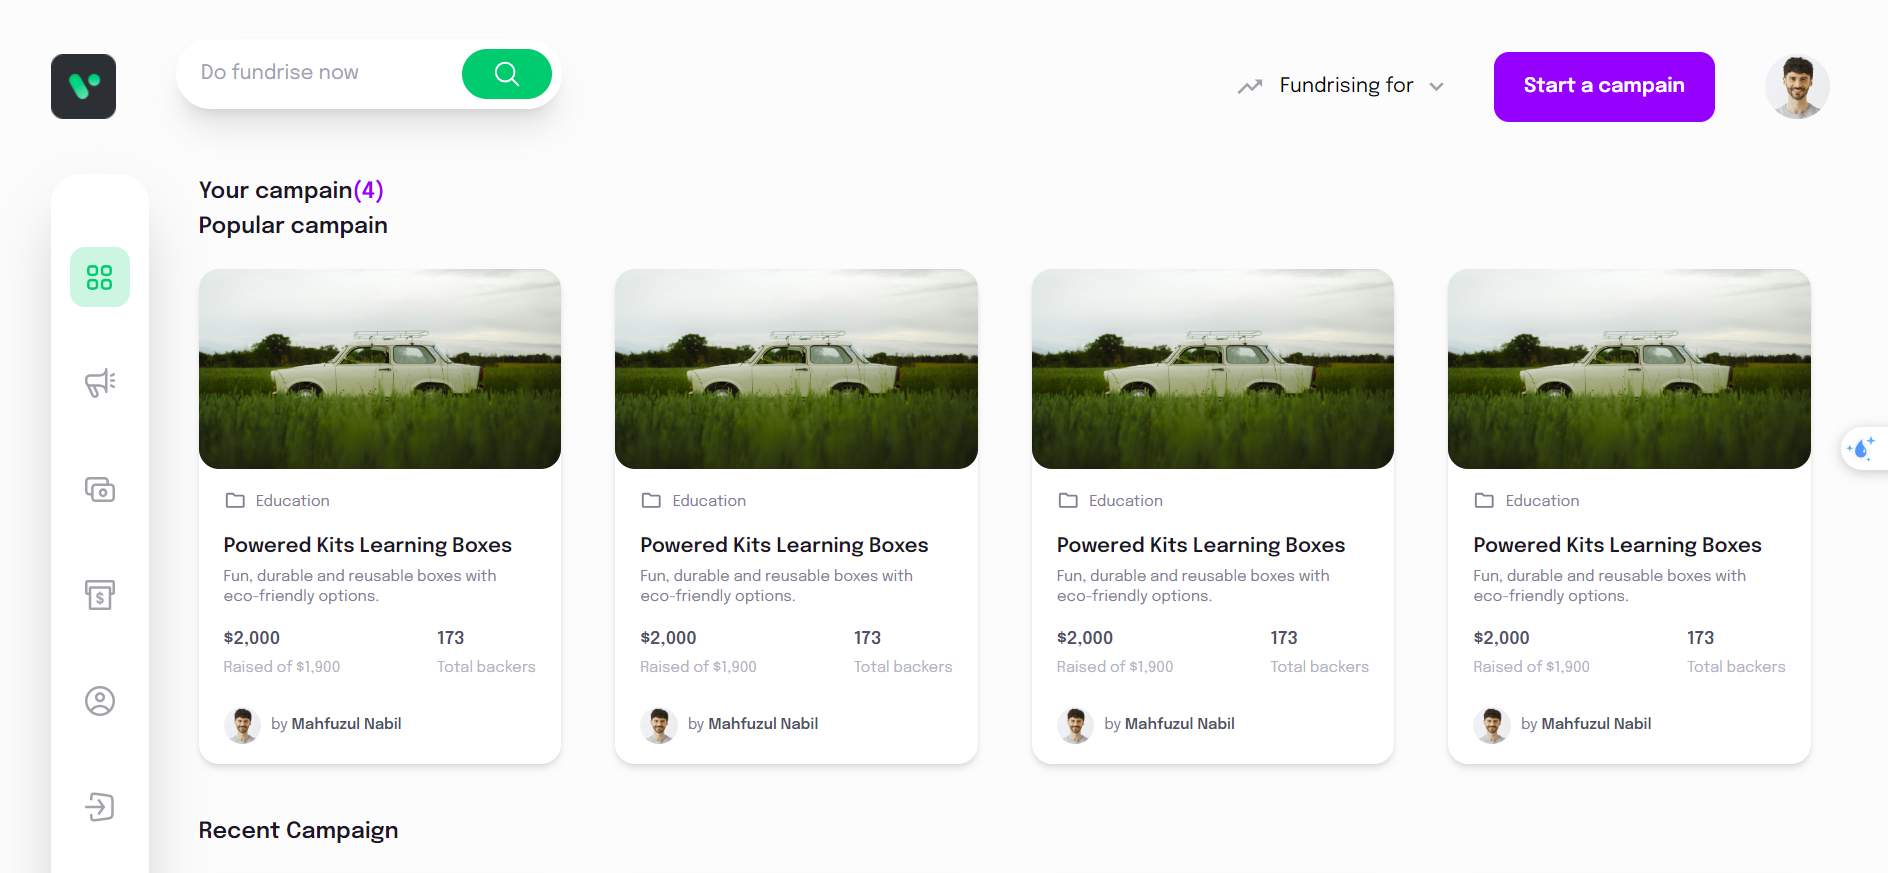 Do fundrise now
Fundrising for
Start a campain
Your campain(4)
Popular campain
Education
Powered Kits Learning Boxes
Fun, durable and reusable boxes with
eco-friendly options.
$2,000
173
Raised of $1,900
Total backers
by Mahfuzul Nabil
Education
Powered Kits Learning Boxes
Fun, durable and reusable boxes with
eco-friendly options.
$2,000
173
Raised of $1,900
Total backers
by Mahfuzul Nabil
Education
Powered Kits Learning Boxes
Fun, durable and reusable boxes with
eco-friendly options.
$2,000
173
Raised of $1,900
Total backers
by Mahfuzul Nabil
Education
Powered Kits Learning Boxes
Fun, durable and reusable boxes with
eco-friendly options.
$2,000
173
Raised of $1,900
Total backers
by Mahfuzul Nabil
Recent Campaign